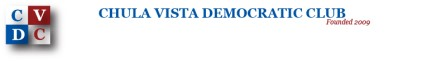 C V
D C
CHULA VISTA DEMOCRATIC CLUB
Founded 2009